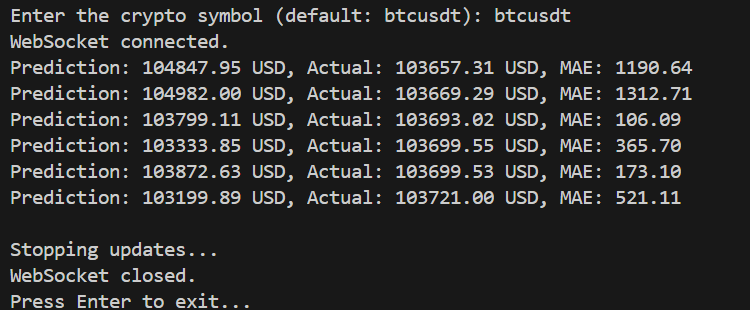 Enter the crypto symbol (default: btcusdt): btcusdt
WebSocket connected.
Prediction: 104847.95 USD, Actual: 103657.31 USD, MAE: 1190.64
Prediction: 104982.00 USD, Actual: 103669.29 USD, MAE: 1312.71
Prediction: 103799.11 USD, Actual: 103693.02 USD, MAE: 106.09
Prediction: 103333.85 USD, Actual: 103699.55 USD, MAE: 365.70
Prediction: 103872.63 USD, Actual: 103699.53 USD, MAE: 173.10
Prediction: 103199.89 USD, Actual: 103721.00 USD, MAE: 521.11
Stopping updates...
WebSocket closed.
Press Enter to exit...